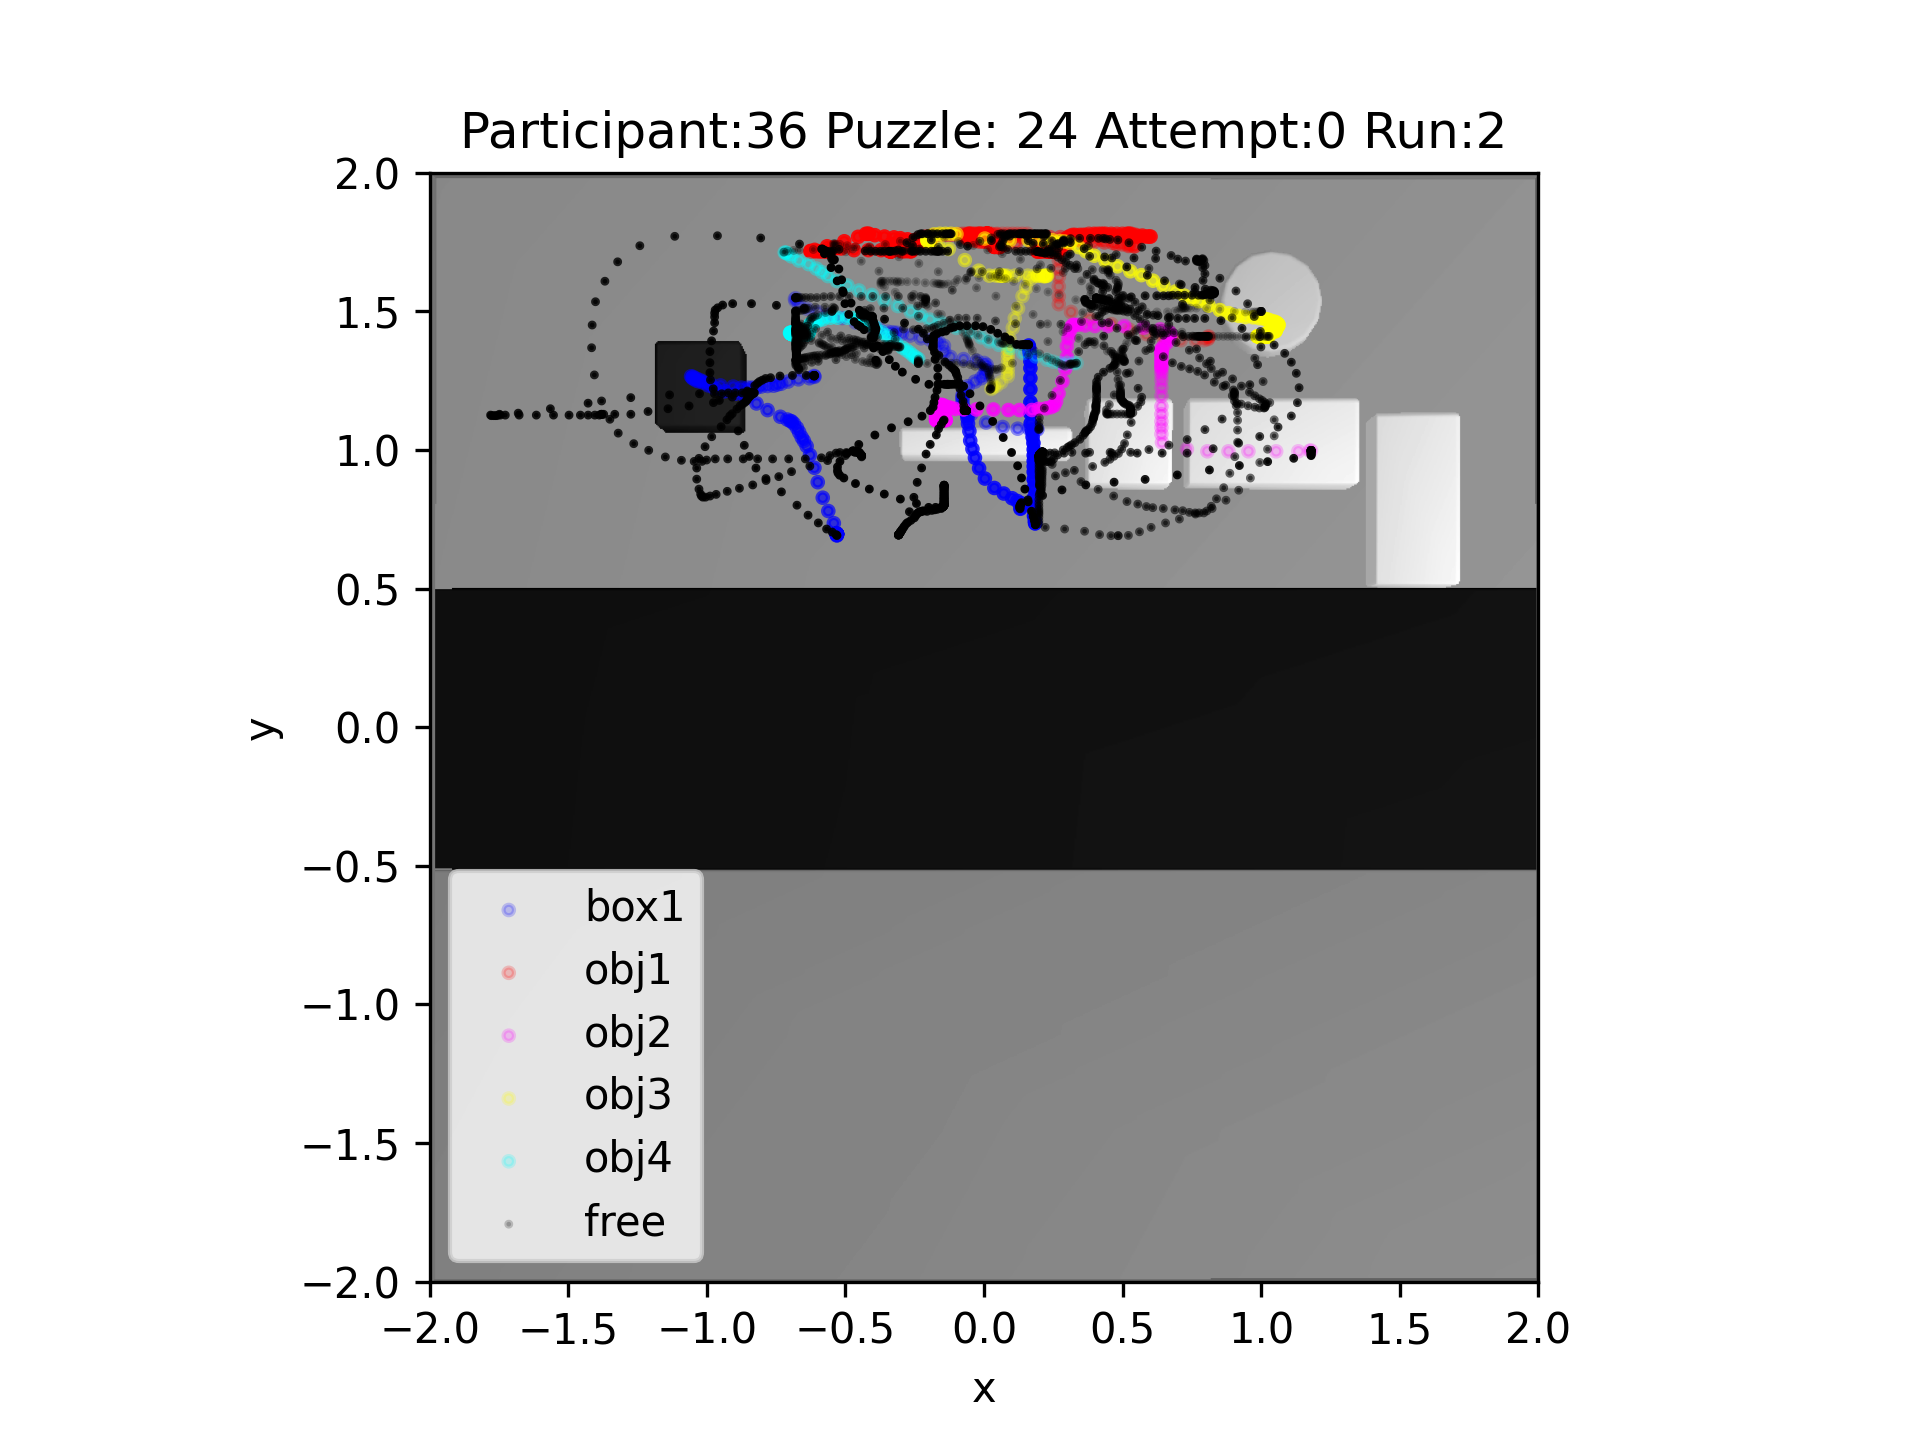 Participant:36 Puzzle: 24 Attempt:0 Run:2
2.0
1.5
1.0
0.5
0.0
−0.5
−1.0
−1.5
−2.0
y
box1
obj1
obj2
obj3
obj4
free
−2.0 −1.5 −1.0 −0.5 0.0 0.5 1.0 1.5 2.0
x